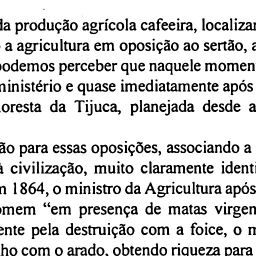 da produção agrícola cafeeira, localizar
a agricultura em oposição ao sertão, a
podemos perceber que naquele momen
ministério e quase imediatamente após
oresta da Tijuca, planejada desde a
ão para essas oposições, associando a
à civilização, muito claramente identi
m 1864, o ministro da Agricultura após
omem “em presença de matas virgen
ente pela destruição com a foice, o m
lho com o arado, obtendo riqueza para